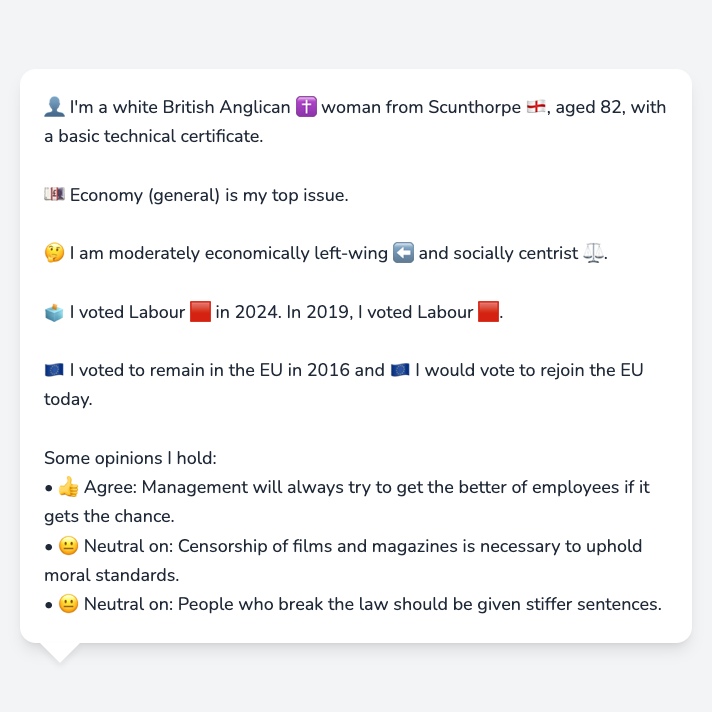 👤 I'm a white British Anglican ✝️ woman from Scunthorpe 🏴󠁧󠁢󠁥󠁮󠁧󠁿, aged 82, with
a basic technical certificate.
💷 Economy (general) is my top issue.
🤔 I am moderately economically left-wing ⬅️ and socially centrist ⚖️.
🗳️ I voted Labour 🟥 in 2024. In 2019, I voted Labour 🟥.
🇪🇺 I voted to remain in the EU in 2016 and 🇪🇺 I would vote to rejoin the EU
today.
Some opinions I hold:
• 👍 Agree: Management will always try to get the better of employees if it
gets the chance.
• 😐 Neutral on: Censorship of films and magazines is necessary to uphold
moral standards.
• 😐 Neutral on: People who break the law should be given stiffer sentences.